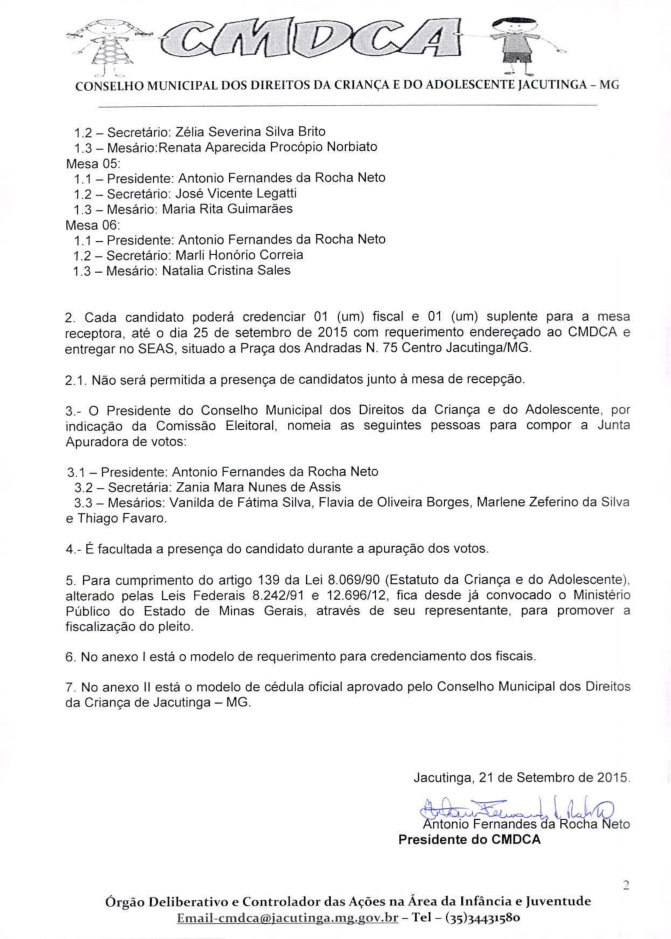 CMDCA
CONSELHO MUNICIPAL DOS DIREITOS DA CRIANÇA E DO ADOLESCENTE JACUTINGA – MG
1.2 – Secretário: Zélia Severina Silva Brito
1.3 – Mesário:Renata Aparecida Procópio Norbiato
Mesa 05:
1.1 – Presidente: Antonio Fernandes da Rocha Neto
1.2 – Secretário: José Vicente Legatti
1.3 – Mesário: Maria Rita Guimarães
Mesa 06:
1.1 – Presidente: Antonio Fernandes da Rocha Neto
1.2 – Secretário: Marli Honório Correia
1.3 – Mesário: Natalia Cristina Sales
2. Cada candidato poderá credenciar 01 (um) fiscal e 01 (um) suplente para a mesa
receptora, até o dia 25 de setembro de 2015 com requerimento endereçado ao CMDCA e
entregar no SEAS, situado a Praça dos Andradas N. 75 Centro Jacutinga/MG.
2.1. Não será permitida a presença de candidatos junto à mesa de recepção.
3.- O Presidente do Conselho Municipal dos Direitos da Criança e do Adolescente, por
indicação da Comissão Eleitoral, nomeia as seguintes pessoas para compor a Junta
Apuradora de votos:
3.1 – Presidente: Antonio Fernandes da Rocha Neto
3.2 – Secretária: Zania Mara Nunes de Assis
3.3 – Mesários: Vanilda de Fátima Silva, Flavia de Oliveira Borges, Marlene Zeferino da Silva
e Thiago Favaro.
4.- É facultada a presença do candidato durante a apuração dos votos.
5. Para cumprimento do artigo 139 da Lei 8.069/90 (Estatuto da Criança e do Adolescente),
alterado pelas Leis Federais 8.242/91 e 12.696/12, fica desde já convocado o Ministério
Público do Estado de Minas Gerais, através de seu representante, para promover a
fiscalização do pleito.
6. No anexo I está o modelo de requerimento para credenciamento dos fiscais.
7. No anexo II está o modelo de cédula oficial aprovado pelo Conselho Municipal dos Direitos
da Criança de Jacutinga – MG.
Jacutinga, 21 de Setembro de 2015.
Antonio Fernandes da Rocha Neto
Presidente do CMDCA
2
Órgão Deliberativo e Controlador das Ações na Área da Infância e Juventude
Email-cmdca@jacutinga.mg.gov.br – Tel – (35)34431580